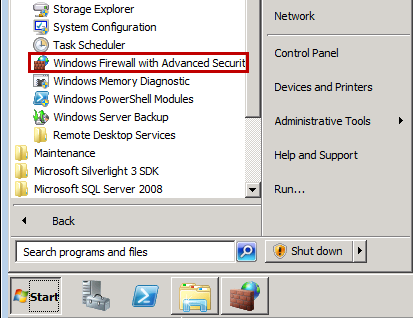 Storage Explorer
System Configuration
Task Scheduler
Windows Firewall with Advanced Securit
Windows Memory Diagnostic
Windows PowerShell Modules
Windows Server Backup
Remote Desktop Services
Maintenance
Microsoft Silverlight 3 SDK
Microsoft SQL Server 2008
Back
Search programs and files
Network
Control Panel
Devices and Printers
Administrative Tools
Help and Support
Run...
Shut down
Start